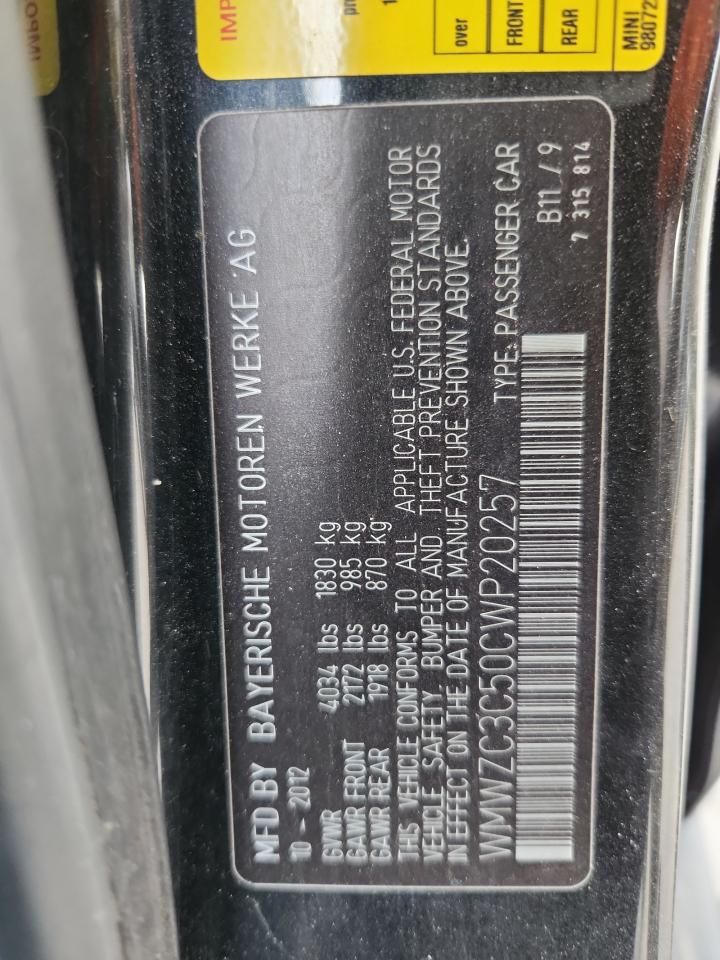 IMP
over
FRONT
REAR
MINI
MFD BY BAYERISCHE MOTOREN WERKE AG
10 - 2012
GVWR 4034 lbs 1830 kg
GAWR FRONT 2172 lbs 985 kg
GAWR REAR 1918 lbs 870 kg
THIS VEHICLE CONFORMS TO ALL APPLICABLE U.S. FEDERAL MOTOR
VEHICLE SAFETY BUMPER AND THEFT PREVENTION STANDARDS
IN EFFECT ON THE DATE OF MANUFACTURE SHOWN ABOVE.
WMWZC3C50CWP20257 TYPE: PASSENGER CAR
B11 / 9
7 315 814